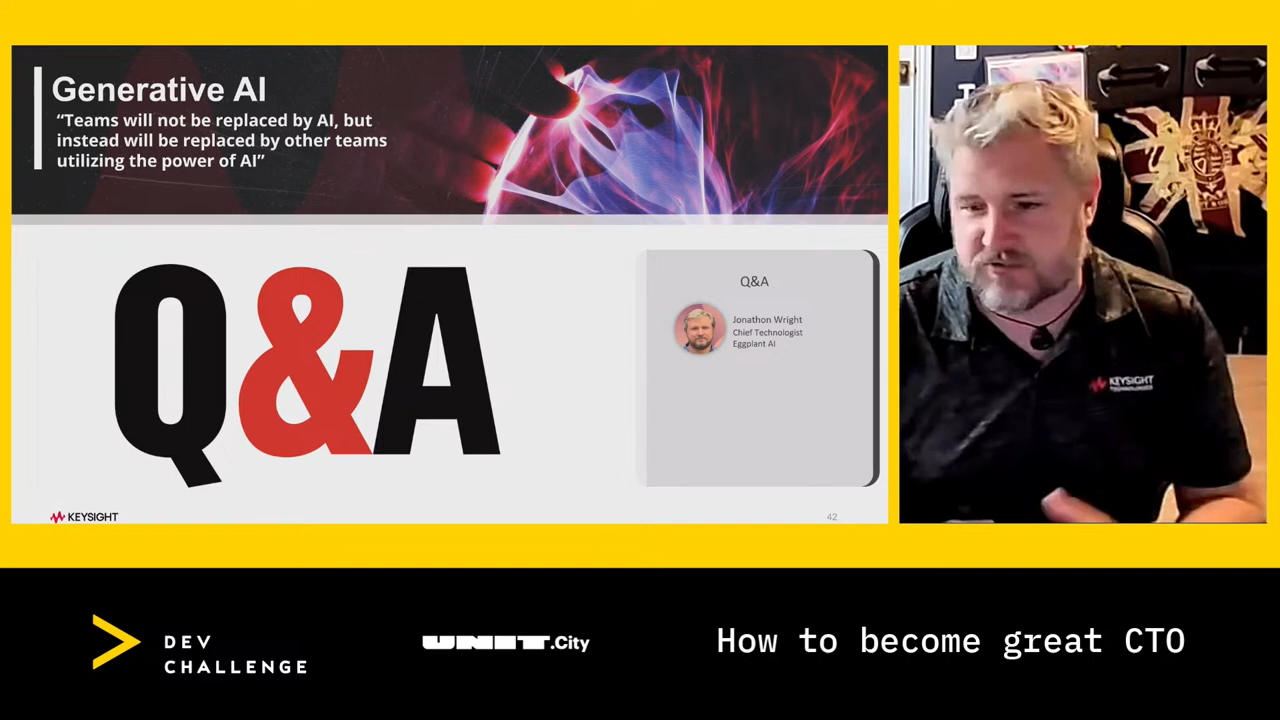 Generative AI
“Teams will not be replaced by AI, but
instead will be replaced by other teams
utilizing the power of AI”
Q&A
Q&A
Jonathon Wright
Chief Technologist
Eggplant AI
KEYSIGHT
42
KEYSIGHT
TECHNOLOGIES
DEV
CHALLENGE
UNIT.City
How to become great CTO